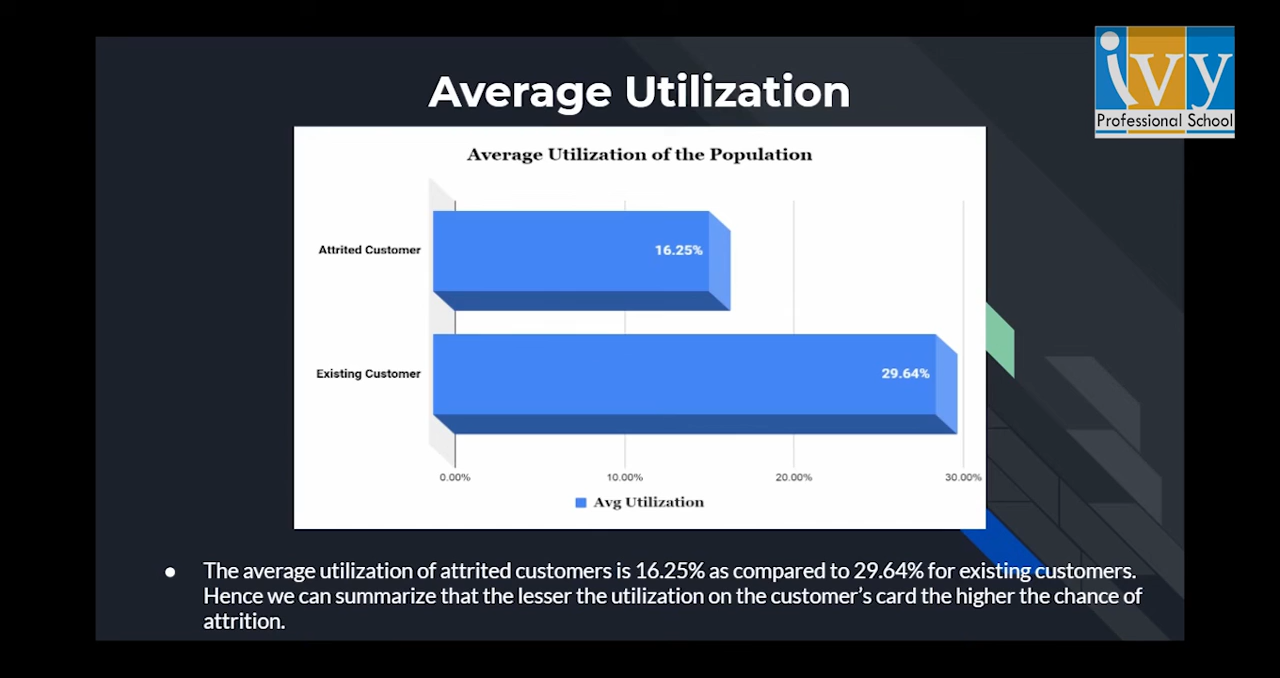 ivy
Professional School
Average Utilization
Average Utilization of the Population
Attrited Customer
16.25%
Existing Customer
29.64%
0.00% 10.00% 20.00% 30.00%
Avg Utilization
● The average utilization of attrited customers is 16.25% as compared to 29.64% for existing customers.
Hence we can summarize that the lesser the utilization on the customer’s card the higher the chance of
attrition.